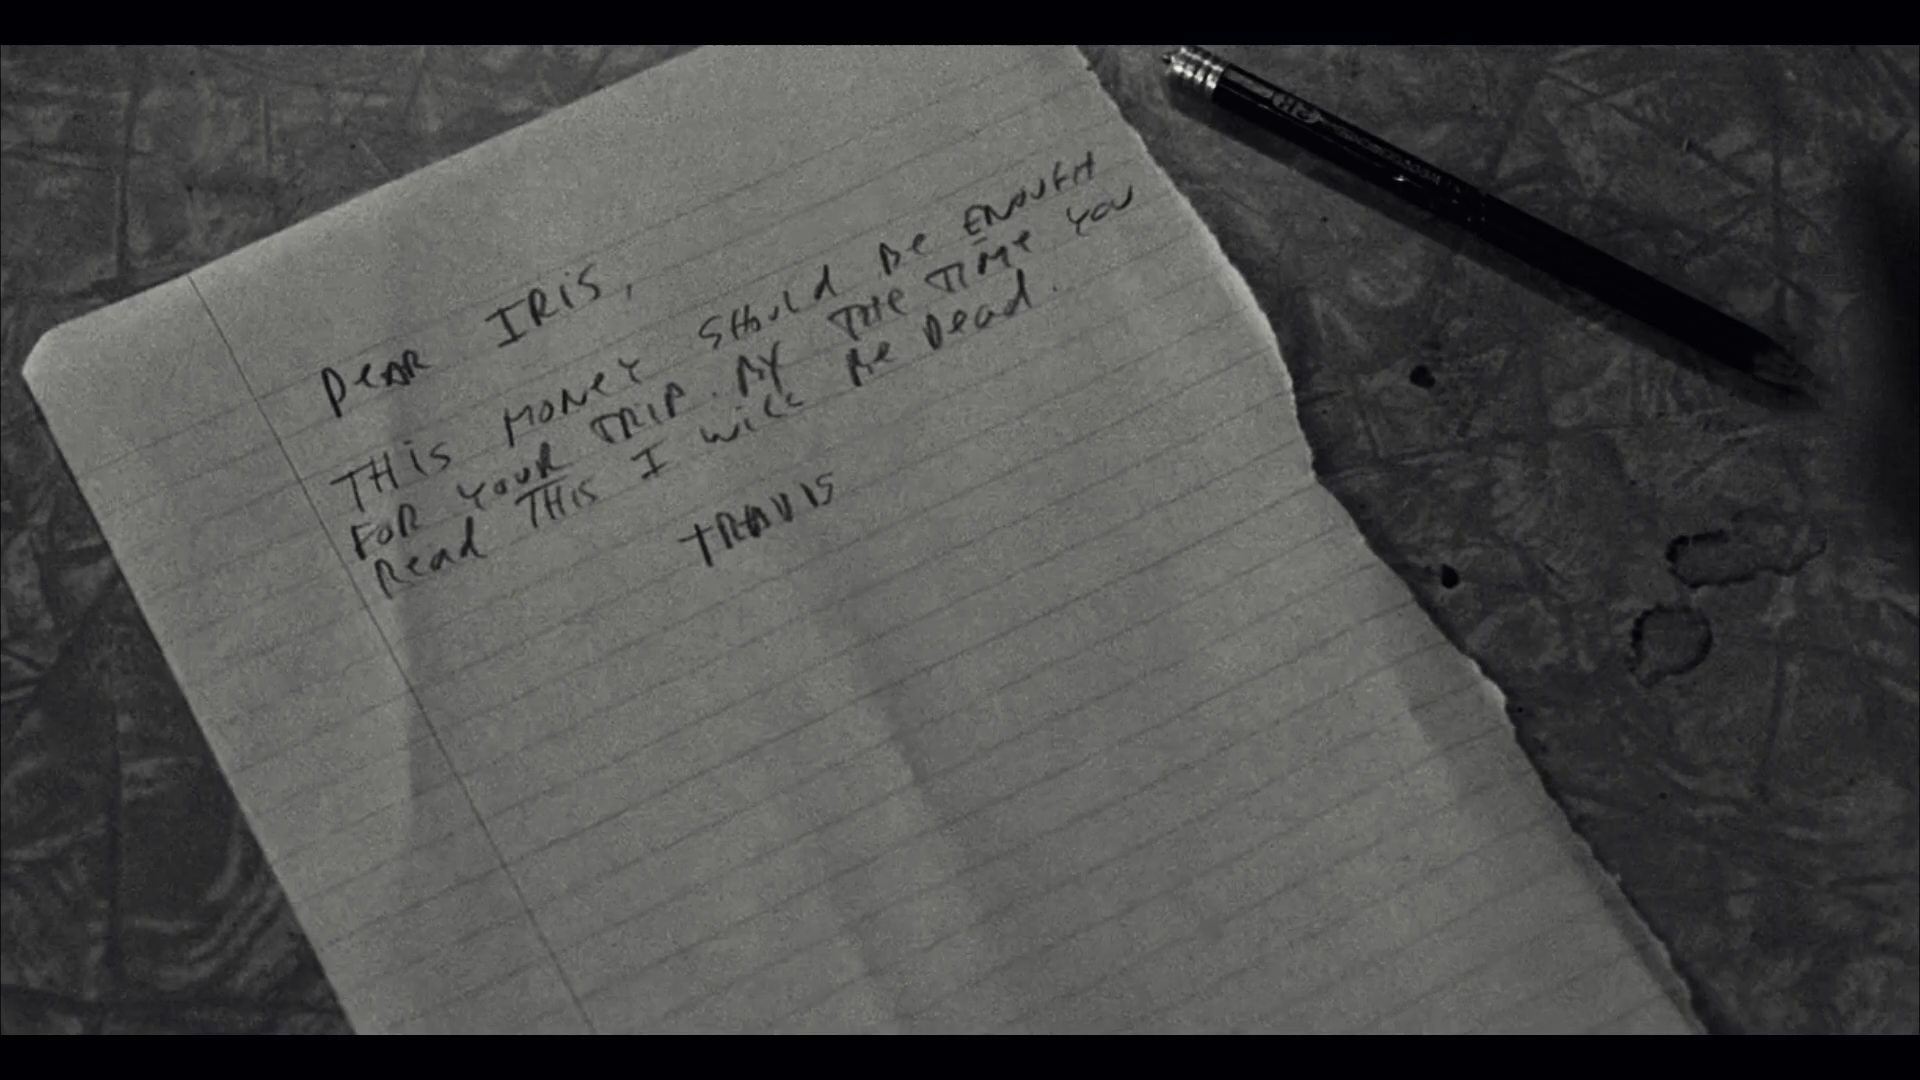 DEAR IRIS,
THIS MONEY SHOULD BE ENOUGH
FOR YOUR TRIP. BY THE TIME YOU
READ THIS I WILL BE DEAD.
TRAVIS